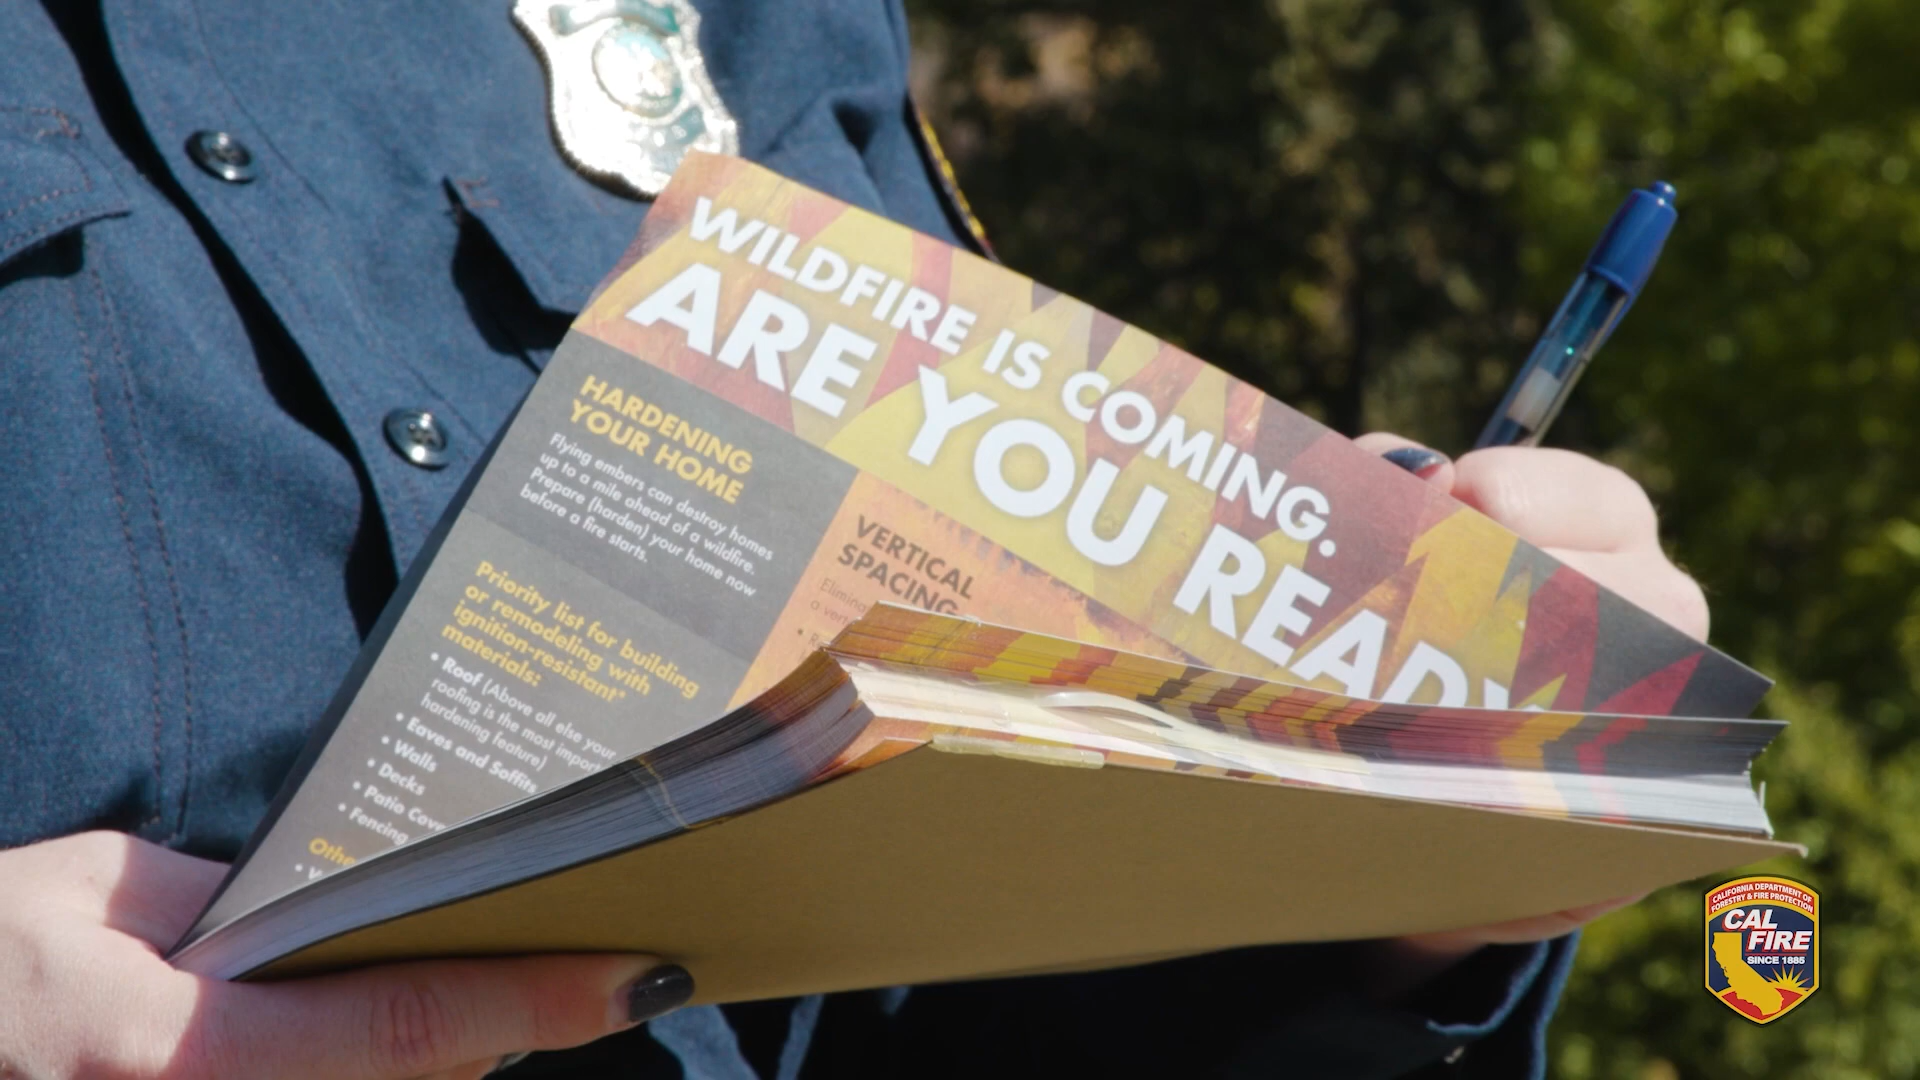 WILDFIRE IS COMING.
ARE YOU READY
HARDENING
YOUR HOME
Flying embers can destroy homes
up to a mile ahead of a wildfire.
Prepare (harden) your home now
before a fire starts.
Priority list for building
or remodeling with
ignition-resistant*
materials:
• Roof (Above all else your
roofing is the most
hardening feature)
• Eaves and Soffits
• Walls
• Decks
• Patio
• Fencing
VERTICAL
SPACING
CALIFORNIA DEPARTMENT OF
FORESTRY & FIRE PROTECTION
CAL
FIRE
SINCE 1885